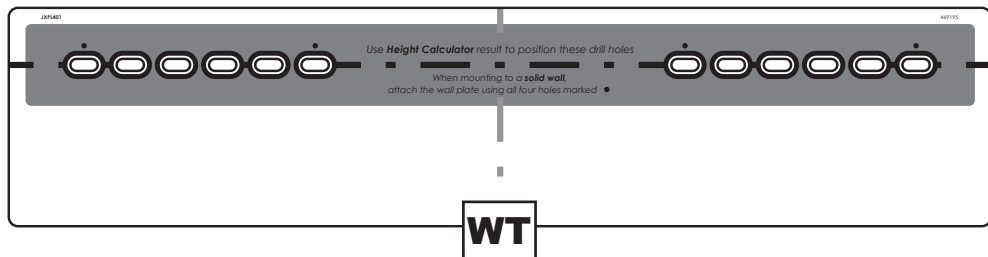 JXPL401
469195
Use Height Calculator result to position these drill holes
When mounting to a solid wall,
attach the wall plate using all four holes marked ●
WT